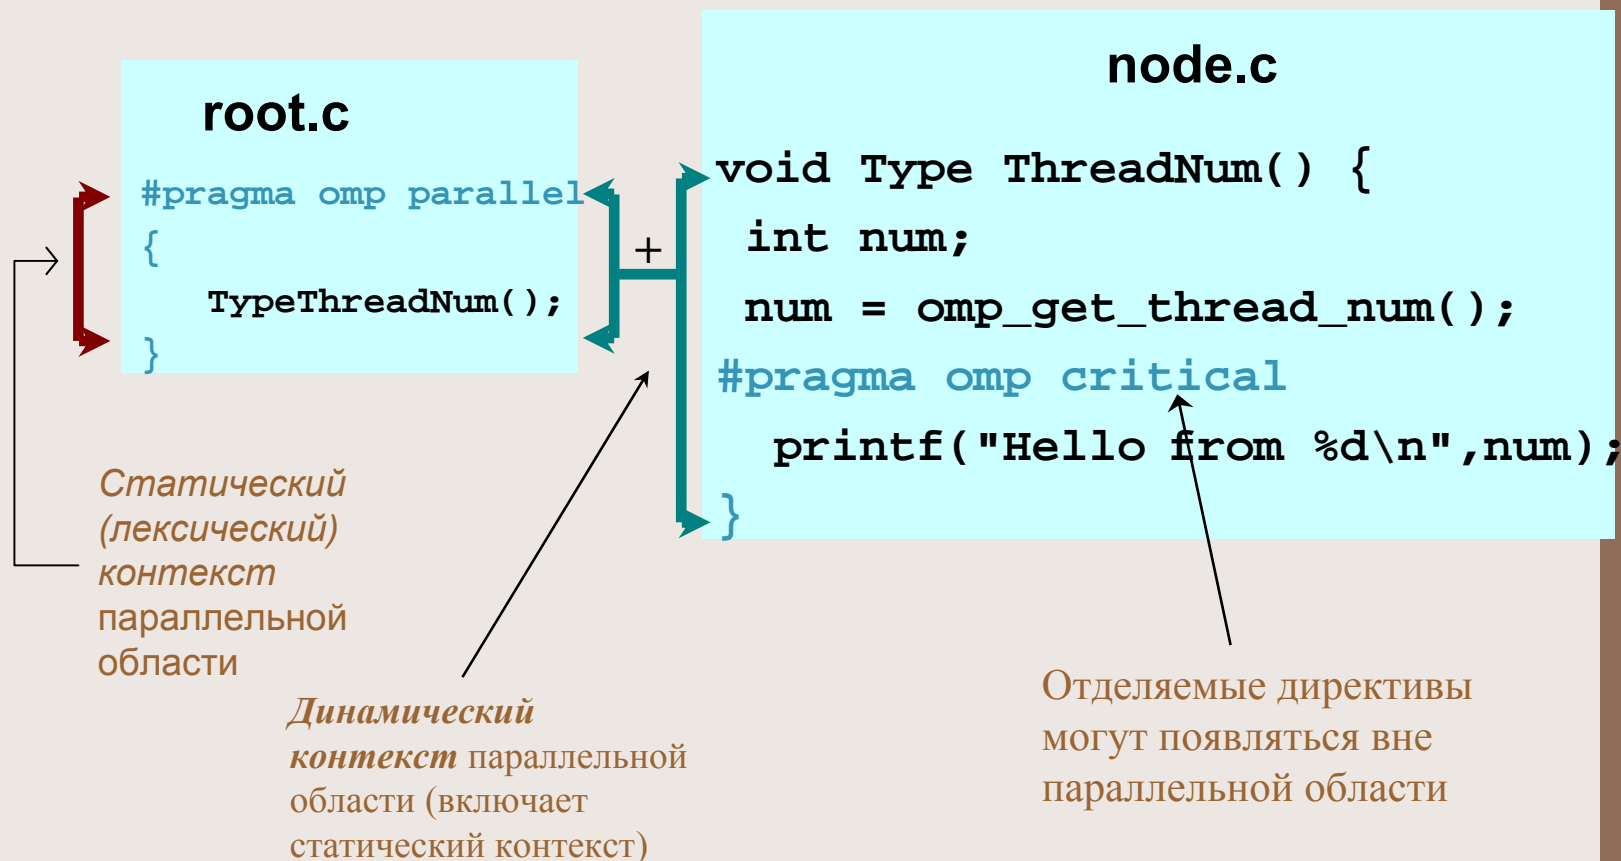 root.c
#pragma omp parallel
{
TypeThreadNum();
}
+
node.c
void Type ThreadNum() {
int num;
num = omp_get_thread_num();
#pragma omp critical
printf("Hello from %d\n",num);
}
Статический
(лексический)
контекст
параллельной
области
Динамический
контекст параллельной
области (включает
статический контекст)
Отделяемые директивы
могут появляться вне
параллельной области